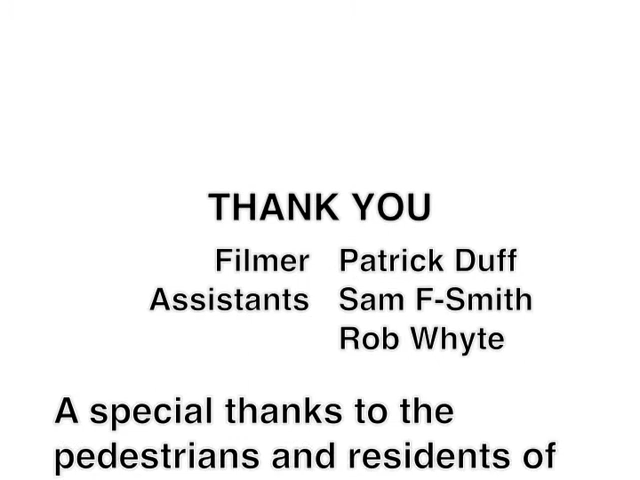 THANK YOU
Filmer Patrick Duff
Assistants Sam F-Smith
Rob Whyte
A special thanks to the
pedestrians and residents of